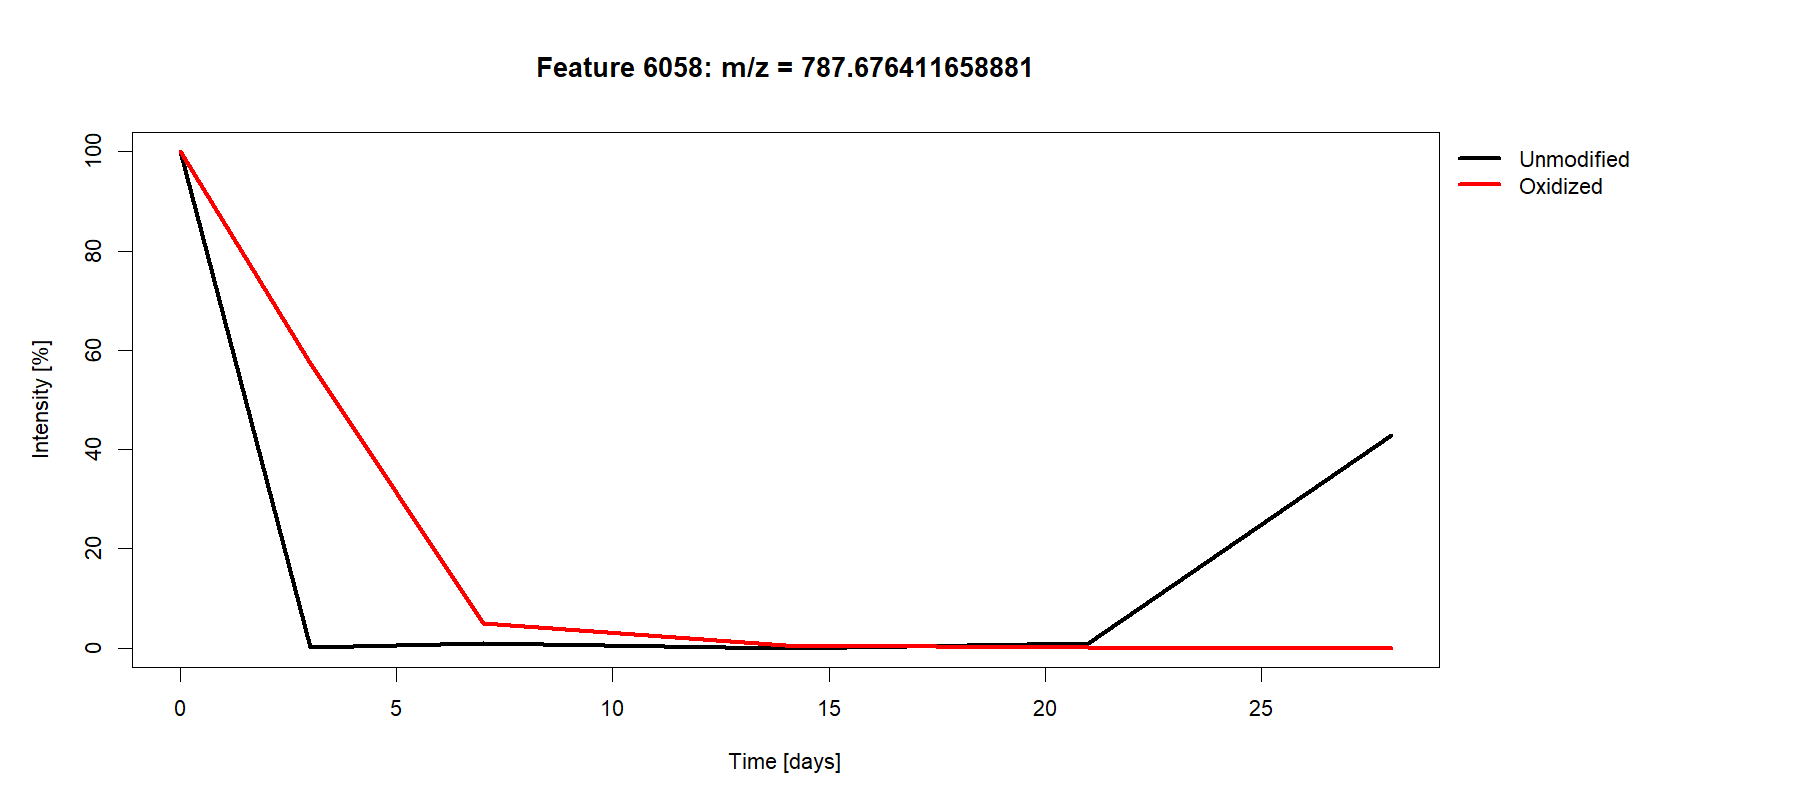 Feature 6058: m/z = 787.676411658881
Unmodified
Oxidized
Intensity [%]
100
80
60
40
20
0
0 5 10 15 20 25
Time [days]